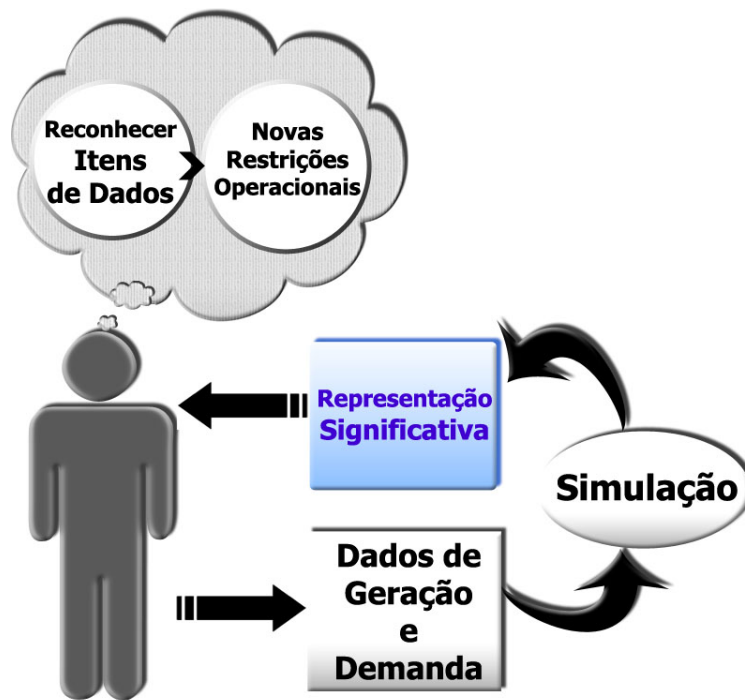 Reconhecer
Itens
de Dados
Novas
Restrições
Operacionais
Representação
Significativa
Simulação
Dados de
Geração
e
Demanda